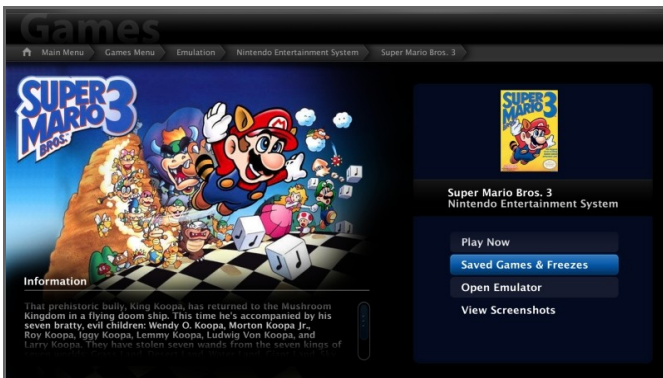 Games
Main Menu Games Menu Emulation Nintendo Entertainment System Super Mario Bros. 3
SUPER
MARIO
BROS. 3
SUPER
MARIO
BROS. 3
Super Mario Bros. 3
Nintendo Entertainment System
Play Now
Saved Games & Freezes
Open Emulator
View Screenshots
Information
That prehistoric bully, King Koopa, has returned to the Mushroom
Kingdom in a flying doom ship. This time he's accompanied by his
seven bratty, evil children: Wendy O. Koopa, Morton Koopa Jr.,
Roy Koopa, Iggy Koopa, Lemmy Koopa, Ludwig Von Koopa, and
Larry Koopa. They have stolen seven wands from the seven kings of